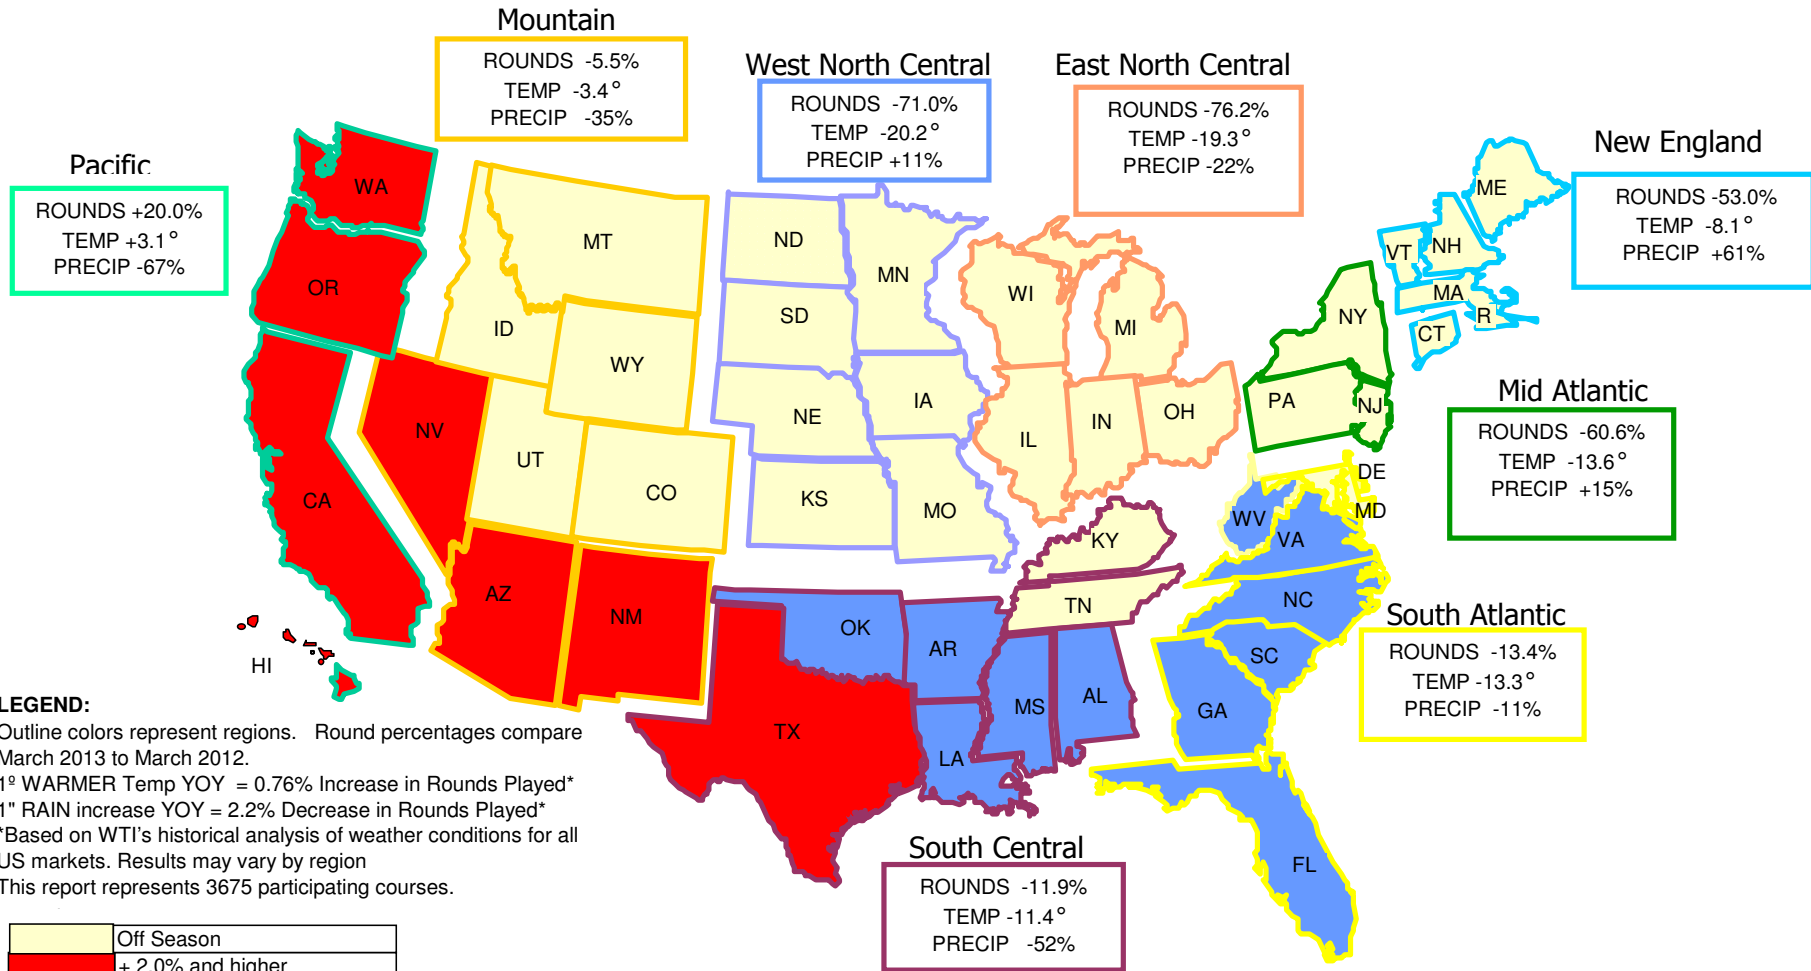 Mountain
ROUNDS -5.5%
TEMP -3.4°
PRECIP -35%
West North Central
ROUNDS -71.0%
TEMP -20.2°
PRECIP +11%
East North Central
ROUNDS -76.2%
TEMP -19.3°
PRECIP -22%
New England
ROUNDS -53.0%
TEMP -8.1°
PRECIP +61%
Pacific
ROUNDS +20.0%
TEMP +3.1°
PRECIP -67%
Mid Atlantic
ROUNDS -60.6%
TEMP -13.6°
PRECIP +15%
South Atlantic
ROUNDS -13.4%
TEMP -13.3°
PRECIP -11%
South Central
ROUNDS -11.9%
TEMP -11.4°
PRECIP -52%
WA
OR
CA
HI
MT
ID
WY
NV
UT
CO
AZ
NM
ND
SD
NE
KS
MN
IA
MO
WI
MI
IL
IN
OH
KY
TN
OK
AR
TX
LA
MS
AL
ME
VT
NH
MA
R
CT
NY
PA
NJ
DE
MD
WV
VA
NC
SC
GA
FL
LEGEND:
Outline colors represent regions. Round percentages compare
March 2013 to March 2012.
1º WARMER Temp YOY = 0.76% Increase in Rounds Played*
1" RAIN increase YOY = 2.2% Decrease in Rounds Played*
*Based on WTI's historical analysis of weather conditions for all
US markets. Results may vary by region
This report represents 3675 participating courses.
Off Season
+ 2.0% and higher